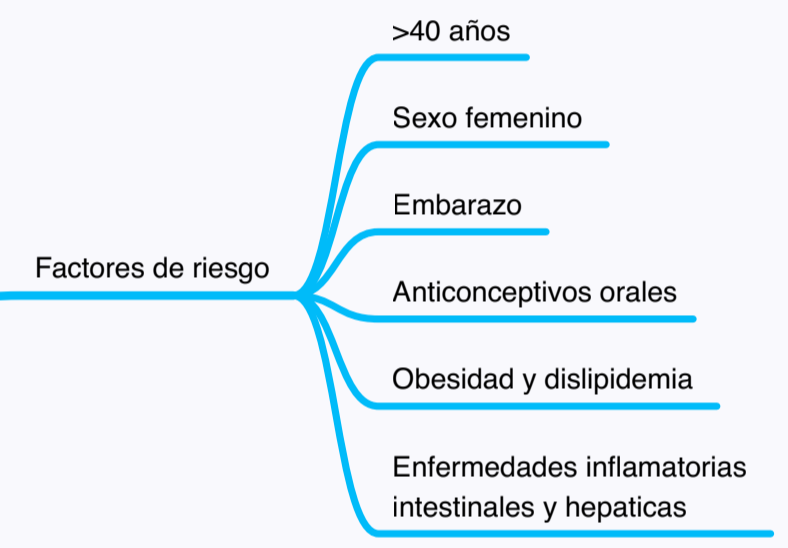 >40 años
Sexo femenino
Embarazo
Factores de riesgo
Anticonceptivos orales
Obesidad y dislipidemia
Enfermedades inflamatorias
intestinales y hepaticas